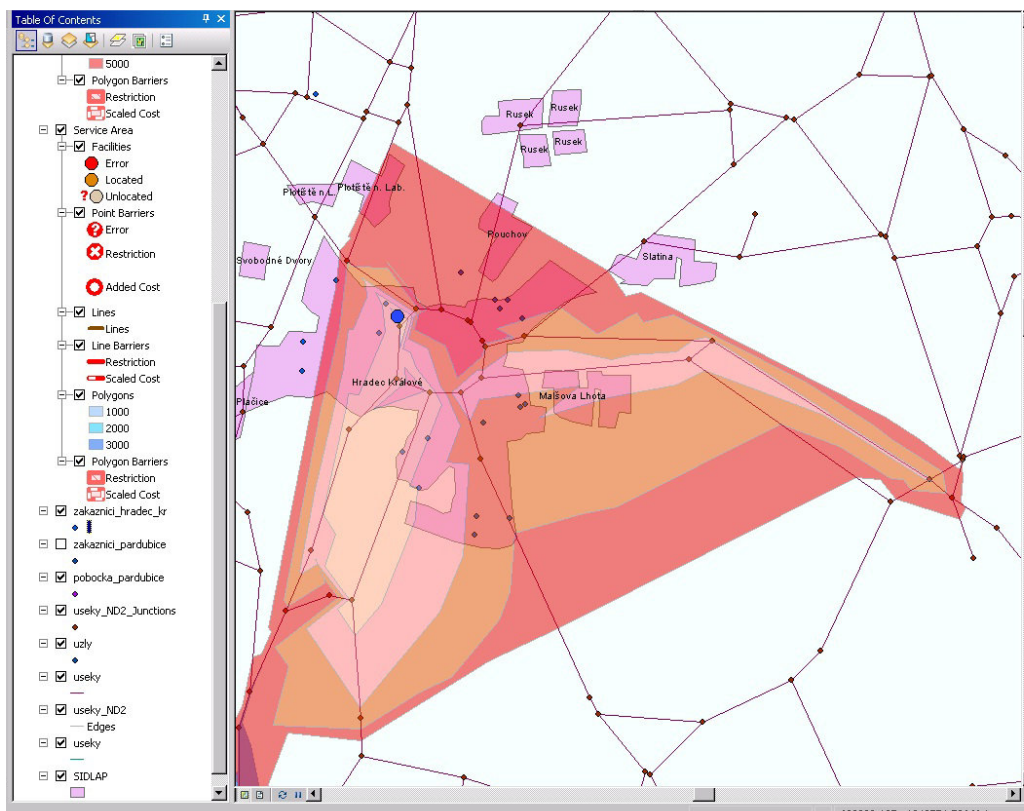 Table Of Contents
5000
Polygon Barriers
Restriction
Scaled Cost
Service Area
Facilities
Error
Located
Unlocated
Point Barriers
Error
Restriction
Added Cost
Lines
Lines
Line Barriers
Restriction
Scaled Cost
Polygons
1000
2000
3000
Polygon Barriers
Restriction
Scaled Cost
zakaznici_hradec_kr
zakaznici_pardubice
pobocka_pardubice
useky_ND2_Junctions
uzly
useky
useky_ND2
Edges
useky
SIDLAP
Rusek
Rusek
Rusek
Rusek
Plotiště n. L.
Plotiště n. Lab.
Pouchov
Slatina
Svobodné Dvory
Hradec Králové
Malšova Lhota
Plačice